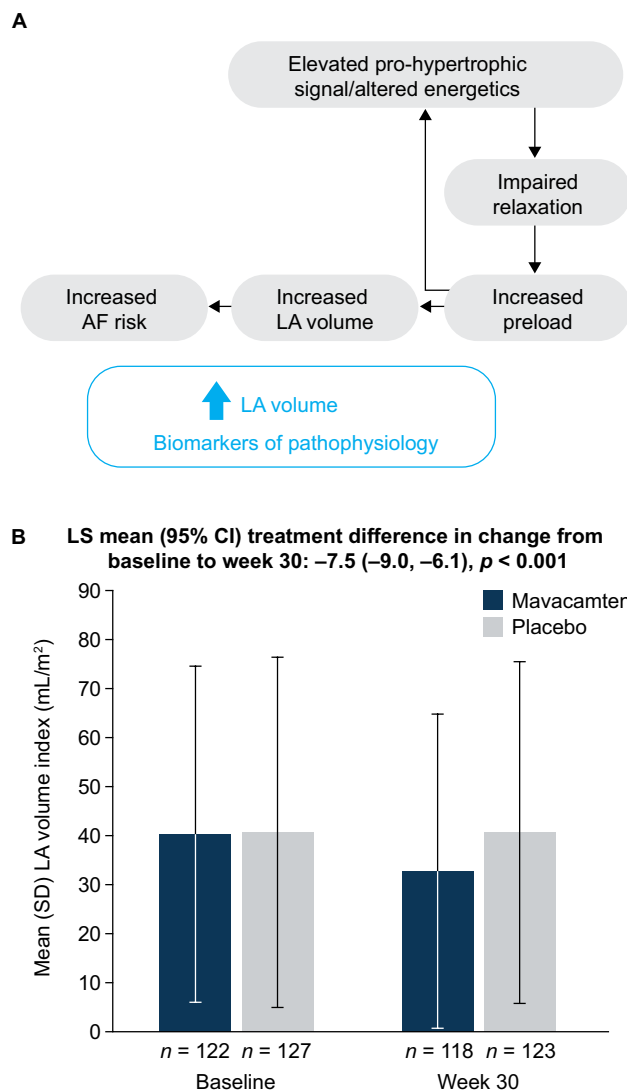 A
Elevated pro-hypertrophic
signal/altered energetics
Impaired
relaxation
Increased
AF risk
Increased
LA volume
Increased
preload
LA volume
Biomarkers of pathophysiology
B
LS mean (95% CI) treatment difference in change from
baseline to week 30: –7.5 (–9.0, –6.1), p < 0.001
Mavacamten
Placebo
Mean (SD) LA volume index (mL/m²)
90
80
70
60
50
40
30
20
10
0
n = 122 n = 127 n = 118 n = 123
Baseline Week 30